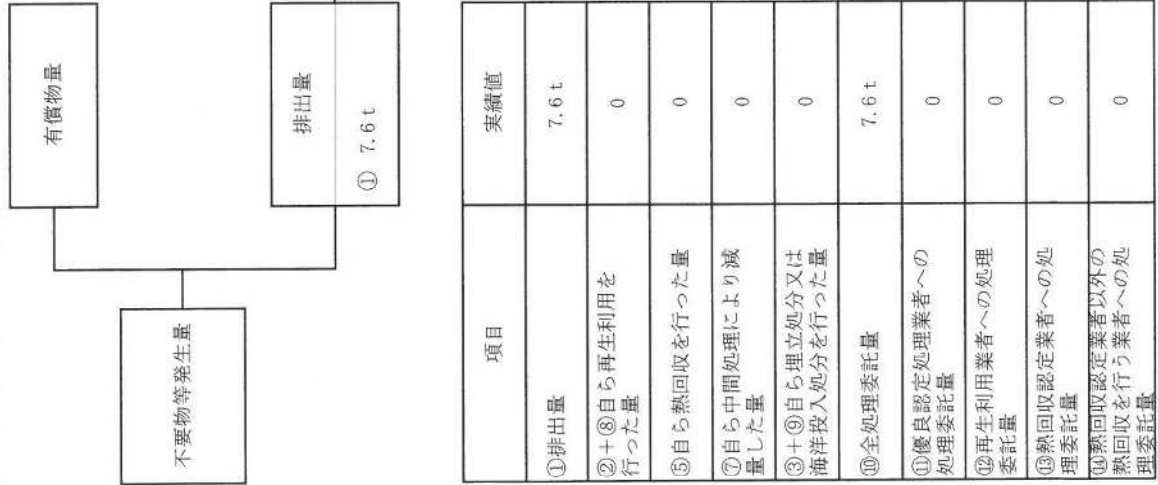 不要物等発生量
有償物量
排出量
① 7.6 t
項目 実績値
①排出量 7.6 t
②＋⑧自ら再生利用を
行った量 0
⑤自ら熱回収を行った量 0
⑦自ら中間処理により減
量した量 0
③＋⑨自ら埋立処分又は
海洋投入処分を行った量 0
⑩全処理委託量 7.6 t
⑪優良認定処理業者への
処理委託量 0
⑫再生利用業者への処理
委託量 0
⑬熱回収認定業者への処
理委託量 0
⑭熱回収認定業者以外の
熱回収を行う業者への処
理委託量 0